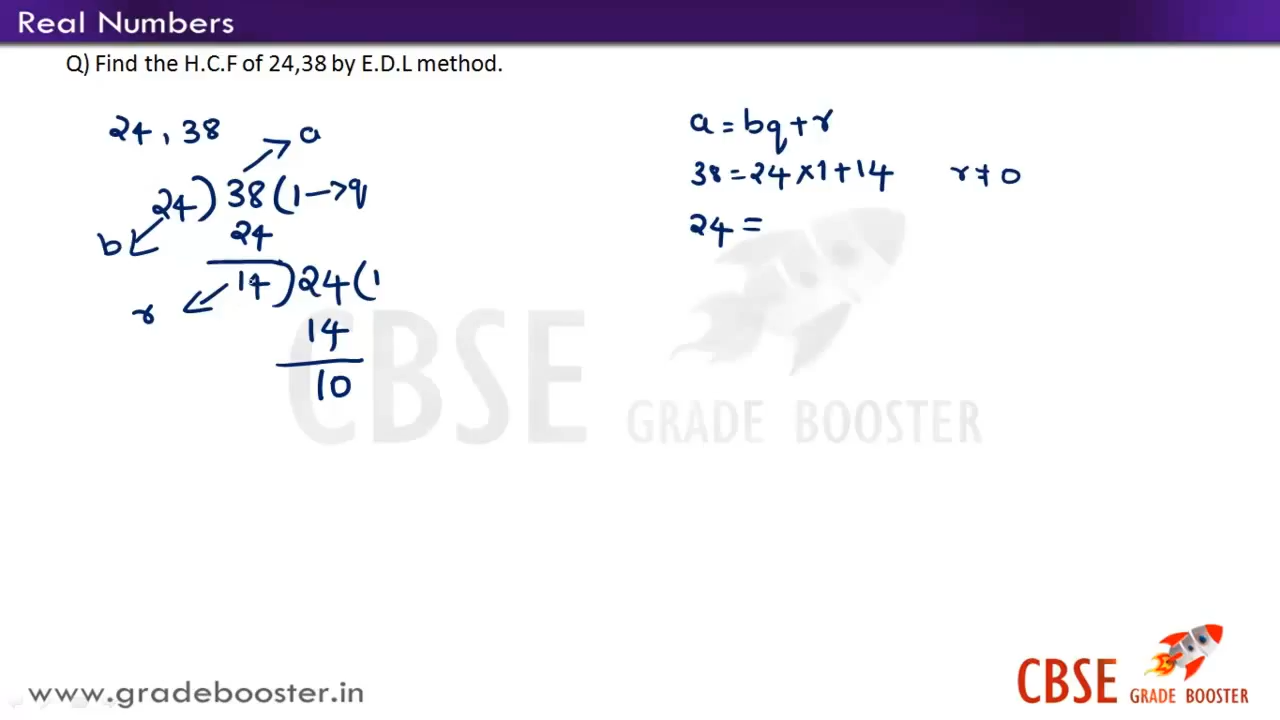 Real Numbers
Q) Find the H.C.F of 24,38 by E.D.L method.
24, 38
a
24) 38 (1→q
b
24
14) 24 (1
r
14
10
a = bq + r
38 = 24 × 1 + 14 r ≠ 0
24 =
CBSE
GRADE BOOSTER
www.gradebooster.in
CBSE GRADE BOOSTER